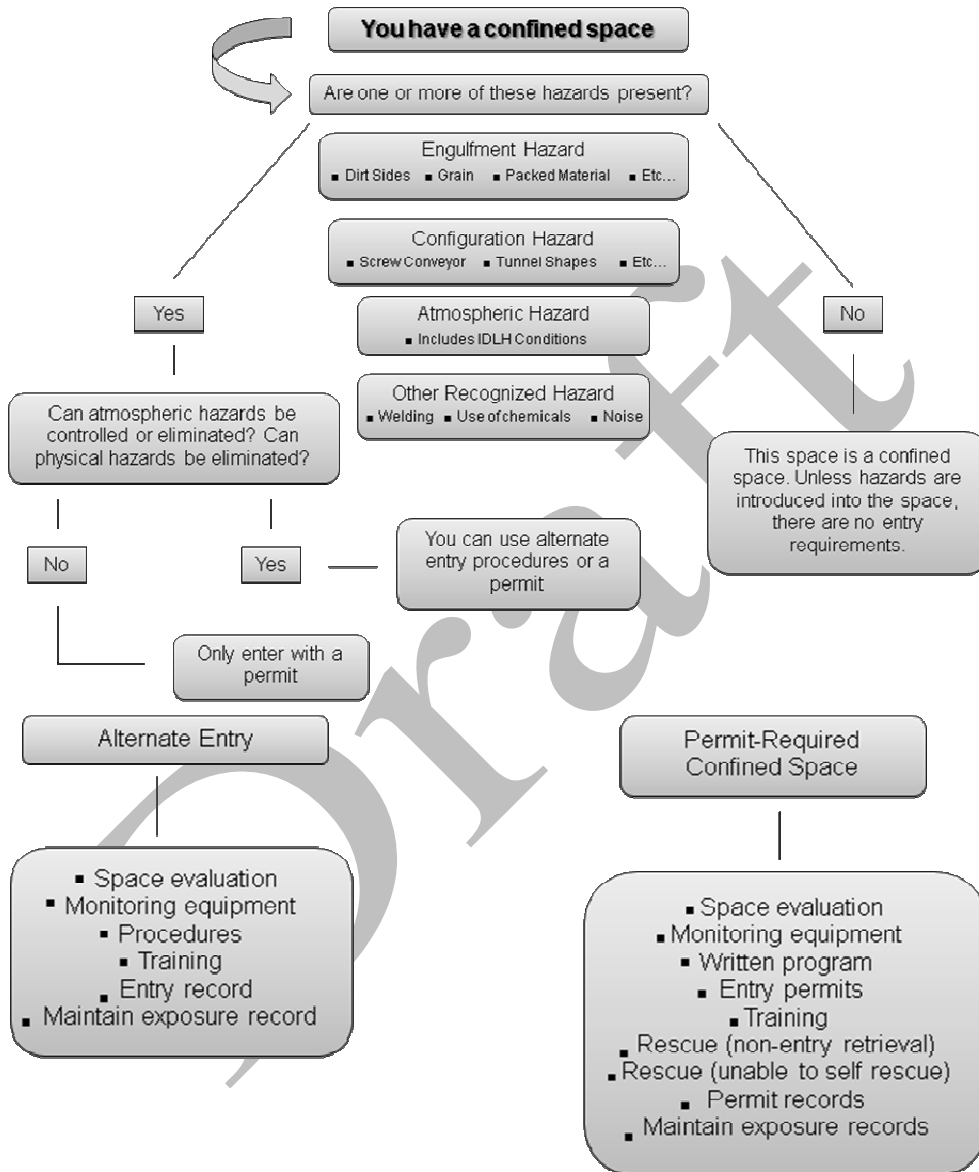 You have a confined space
Are one or more of these hazards present?
Engulfment Hazard
▪ Dirt Sides ▪ Grain ▪ Packed Material ▪ Etc...
Configuration Hazard
▪ Screw Conveyor ▪ Tunnel Shapes ▪ Etc...
Yes
Atmospheric Hazard
▪ Includes IDLH Conditions
No
Other Recognized Hazard
▪ Welding ▪ Use of chemicals ▪ Noise
Can atmospheric hazards be
controlled or eliminated? Can
physical hazards be eliminated?
This space is a confined
space. Unless hazards are
introduced into the space,
there are no entry
requirements.
No
Yes
You can use alternate
entry procedures or a
permit
Only enter with a
permit
Alternate Entry
▪ Space evaluation
▪ Monitoring equipment
▪ Procedures
▪ Training
▪ Entry record
▪ Maintain exposure record
Permit-Required
Confined Space
▪ Space evaluation
▪ Monitoring equipment
▪ Written program
▪ Entry permits
▪ Training
▪ Rescue (non-entry retrieval)
▪ Rescue (unable to self rescue)
▪ Permit records
▪ Maintain exposure records
Draft